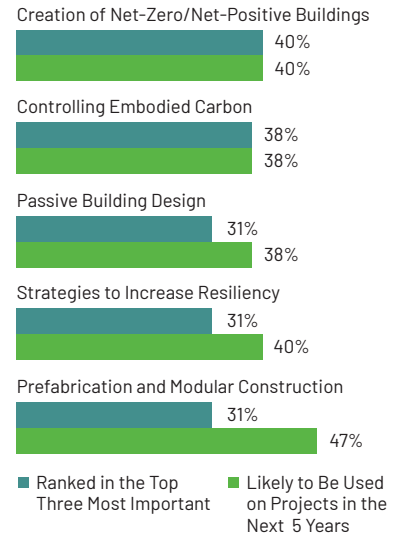 Creation of Net-Zero/Net-Positive Buildings
40%
40%
Controlling Embodied Carbon
38%
38%
Passive Building Design
31%
38%
Strategies to Increase Resiliency
31%
40%
Prefabrication and Modular Construction
31%
47%
Ranked in the Top
Three Most Important
Likely to Be Used
on Projects in the
Next 5 Years